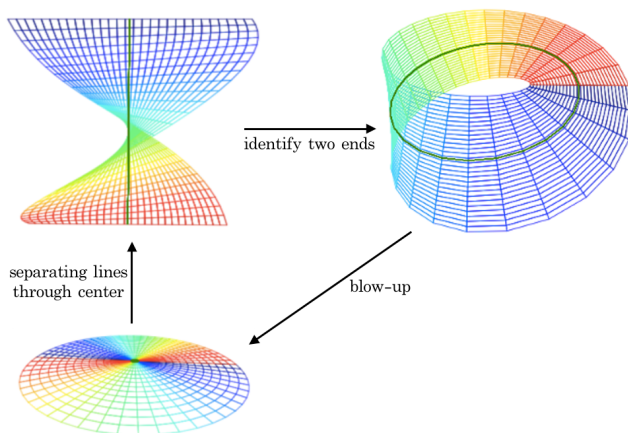 identify two ends
separating lines
through center
blow-up